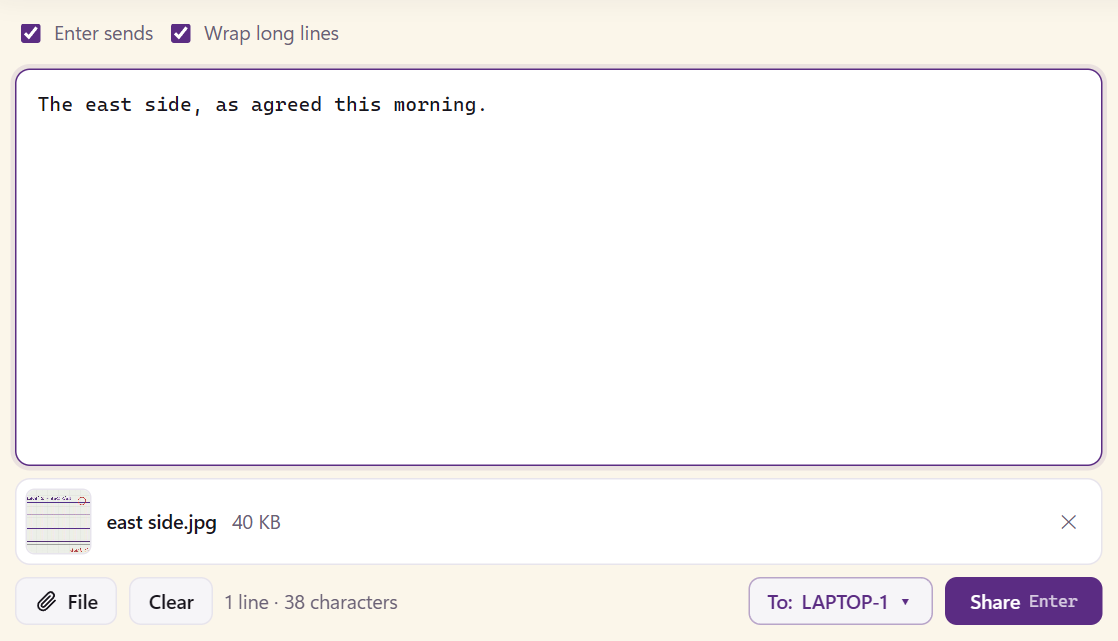 Enter sends Wrap long lines
The east side, as agreed this morning.
east side.jpg 40 KB
File Clear 1 line · 38 characters To: LAPTOP-1 Share Enter